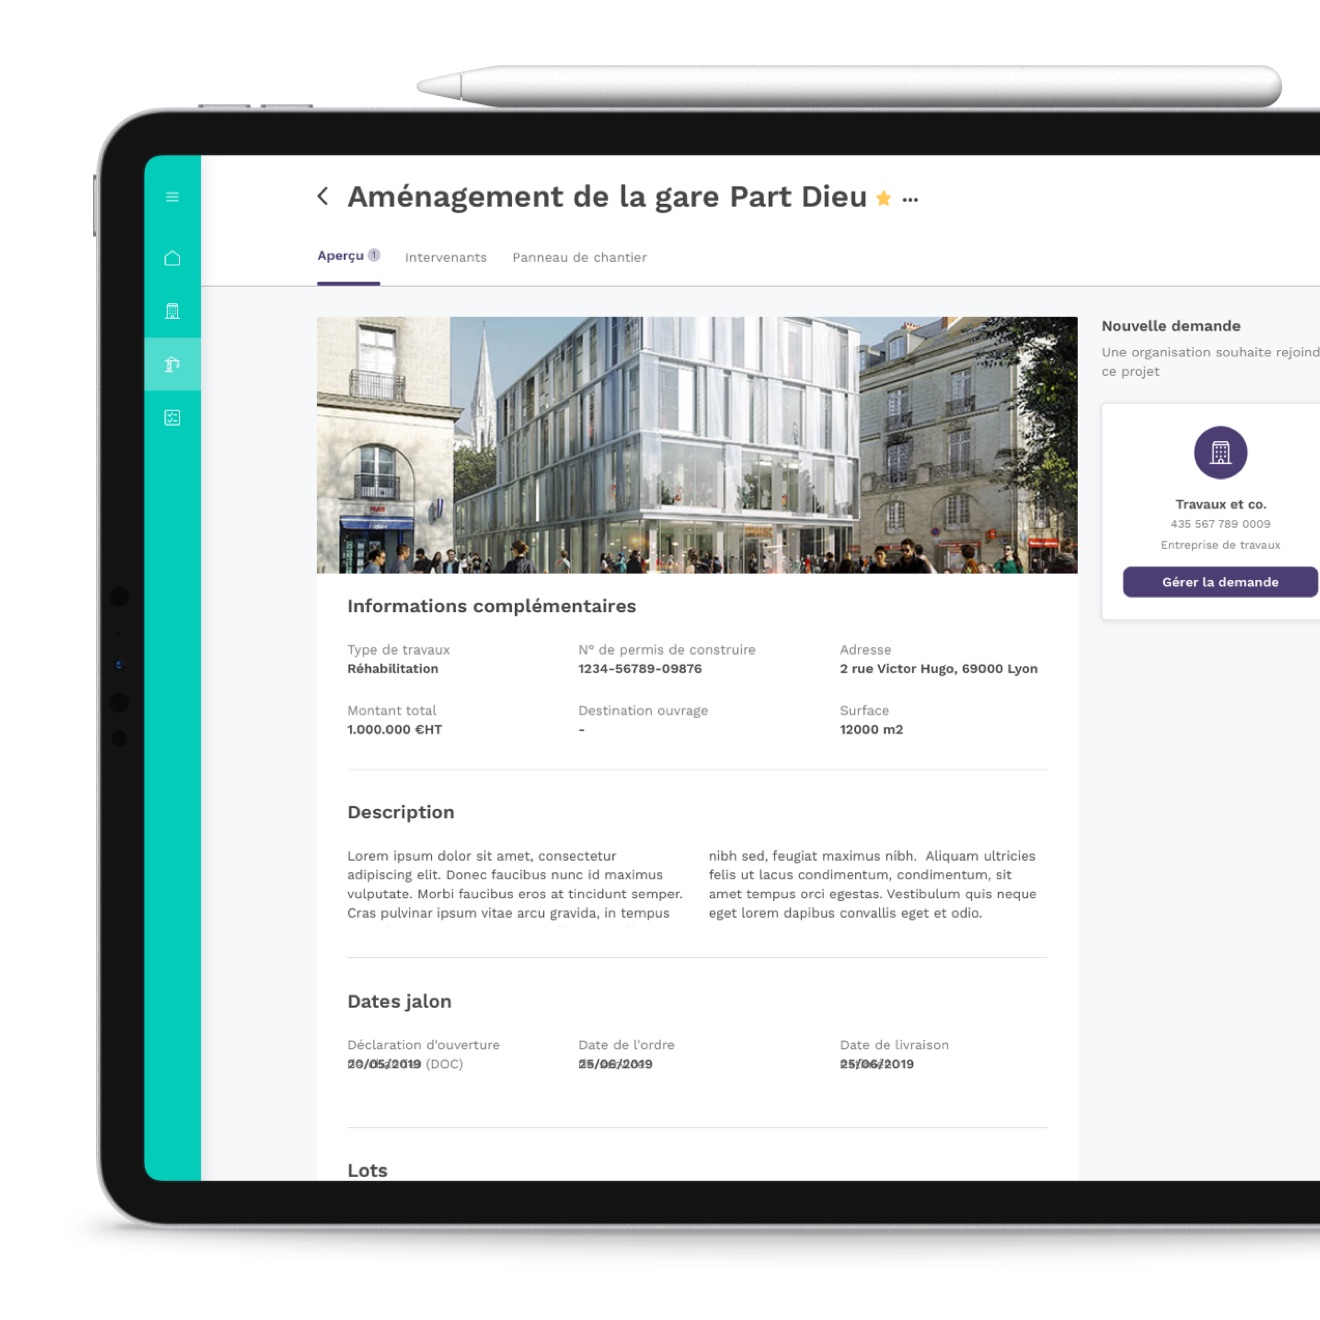 Aménagement de la gare Part Dieu
Aperçu 1 Intervenants Panneau de chantier
Nouvelle demande
Une organisation souhaite rejoind
ce projet
Travaux et co.
435 567 789 0009
Entreprise de travaux
Gérer la demande
Informations complémentaires
Type de travaux
Réhabilitation
N° de permis de construire
1234-56789-09876
Adresse
2 rue Victor Hugo, 69000 Lyon
Montant total
1.000.000 €HT
Destination ouvrage
-
Surface
12000 m2
Description
Lorem ipsum dolor sit amet, consectetur
adipiscing elit. Donec faucibus nunc id maximus
vulputate. Morbi faucibus eros at tincidunt semper.
Cras pulvinar ipsum vitae arcu gravida, in tempus
nibh sed, feugiat maximus nibh. Aliquam ultricies
felis ut lacus condimentum, condimentum, sit
amet tempus orci egestas. Vestibulum quis neque
eget lorem dapibus convallis eget et odio.
Dates jalon
Déclaration d'ouverture
20/05/2019 (DOC)
Date de l'ordre
25/06/2019
Date de livraison
25/06/2019
Lots